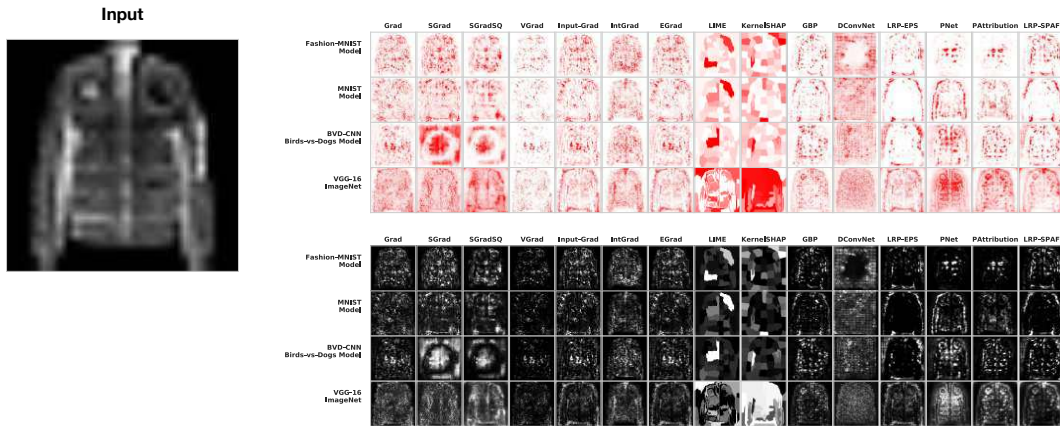 Input
Grad SGrad SGradSQ VGrad Input-Grad IntGrad EGrad LIME KernelSHAP GBP DConvNet LRP-EPS PNet PAttribution LRP-SPAF
Fashion-MNIST
Model
MNIST
Model
BVD-CNN
Birds-vs-Dogs Model
VGG-16
ImageNet
Grad SGrad SGradSQ VGrad Input-Grad IntGrad EGrad LIME KernelSHAP GBP DConvNet LRP-EPS PNet PAttribution LRP-SPAF
Fashion-MNIST
Model
MNIST
Model
BVD-CNN
Birds-vs-Dogs Model
VGG-16
ImageNet